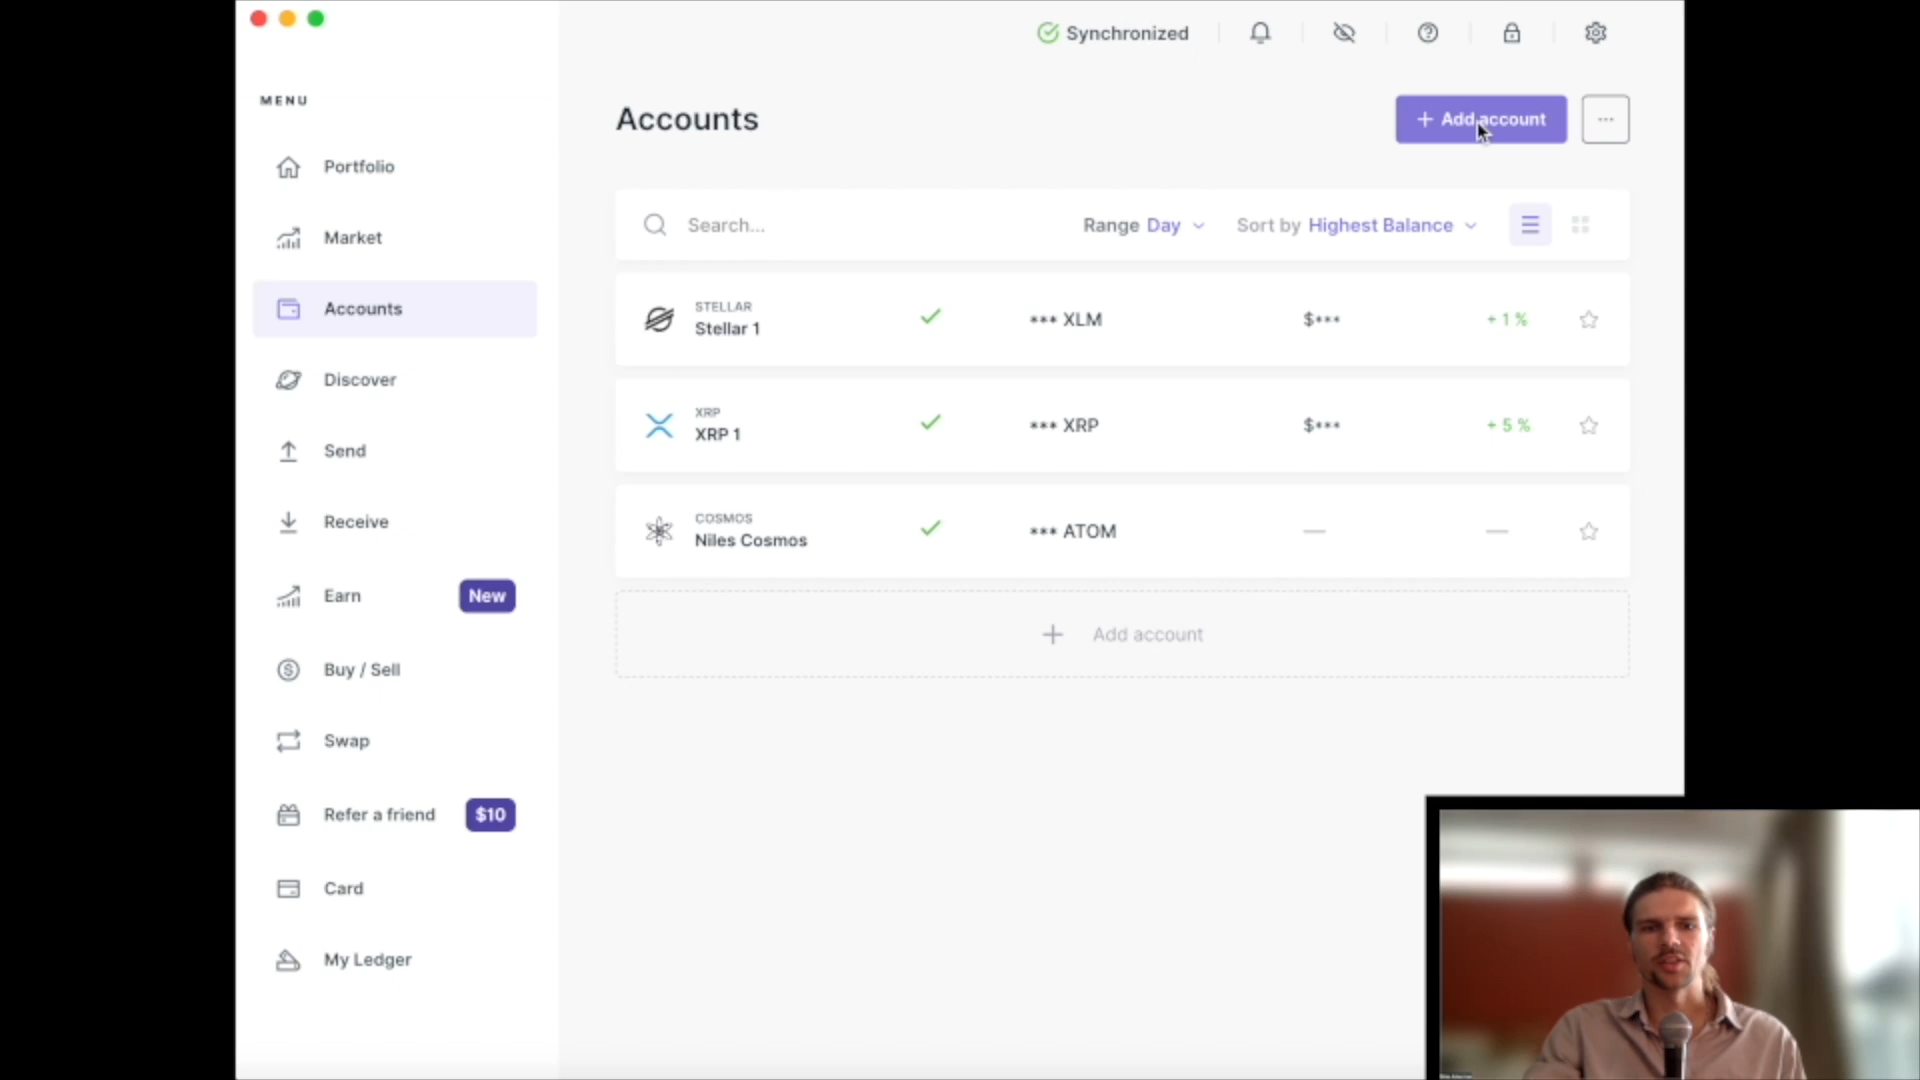 Synchronized
MENU
Portfolio
Market
Accounts
Discover
Send
Receive
Earn New
Buy / Sell
Swap
Refer a friend $10
Card
My Ledger
Accounts
+ Add account ...
Search... Range Day Sort by Highest Balance
STELLAR
Stellar 1 *** XLM $*** + 1 %
XRP
XRP 1 *** XRP $*** + 5 %
COSMOS
Niles Cosmos *** ATOM — —
+ Add account